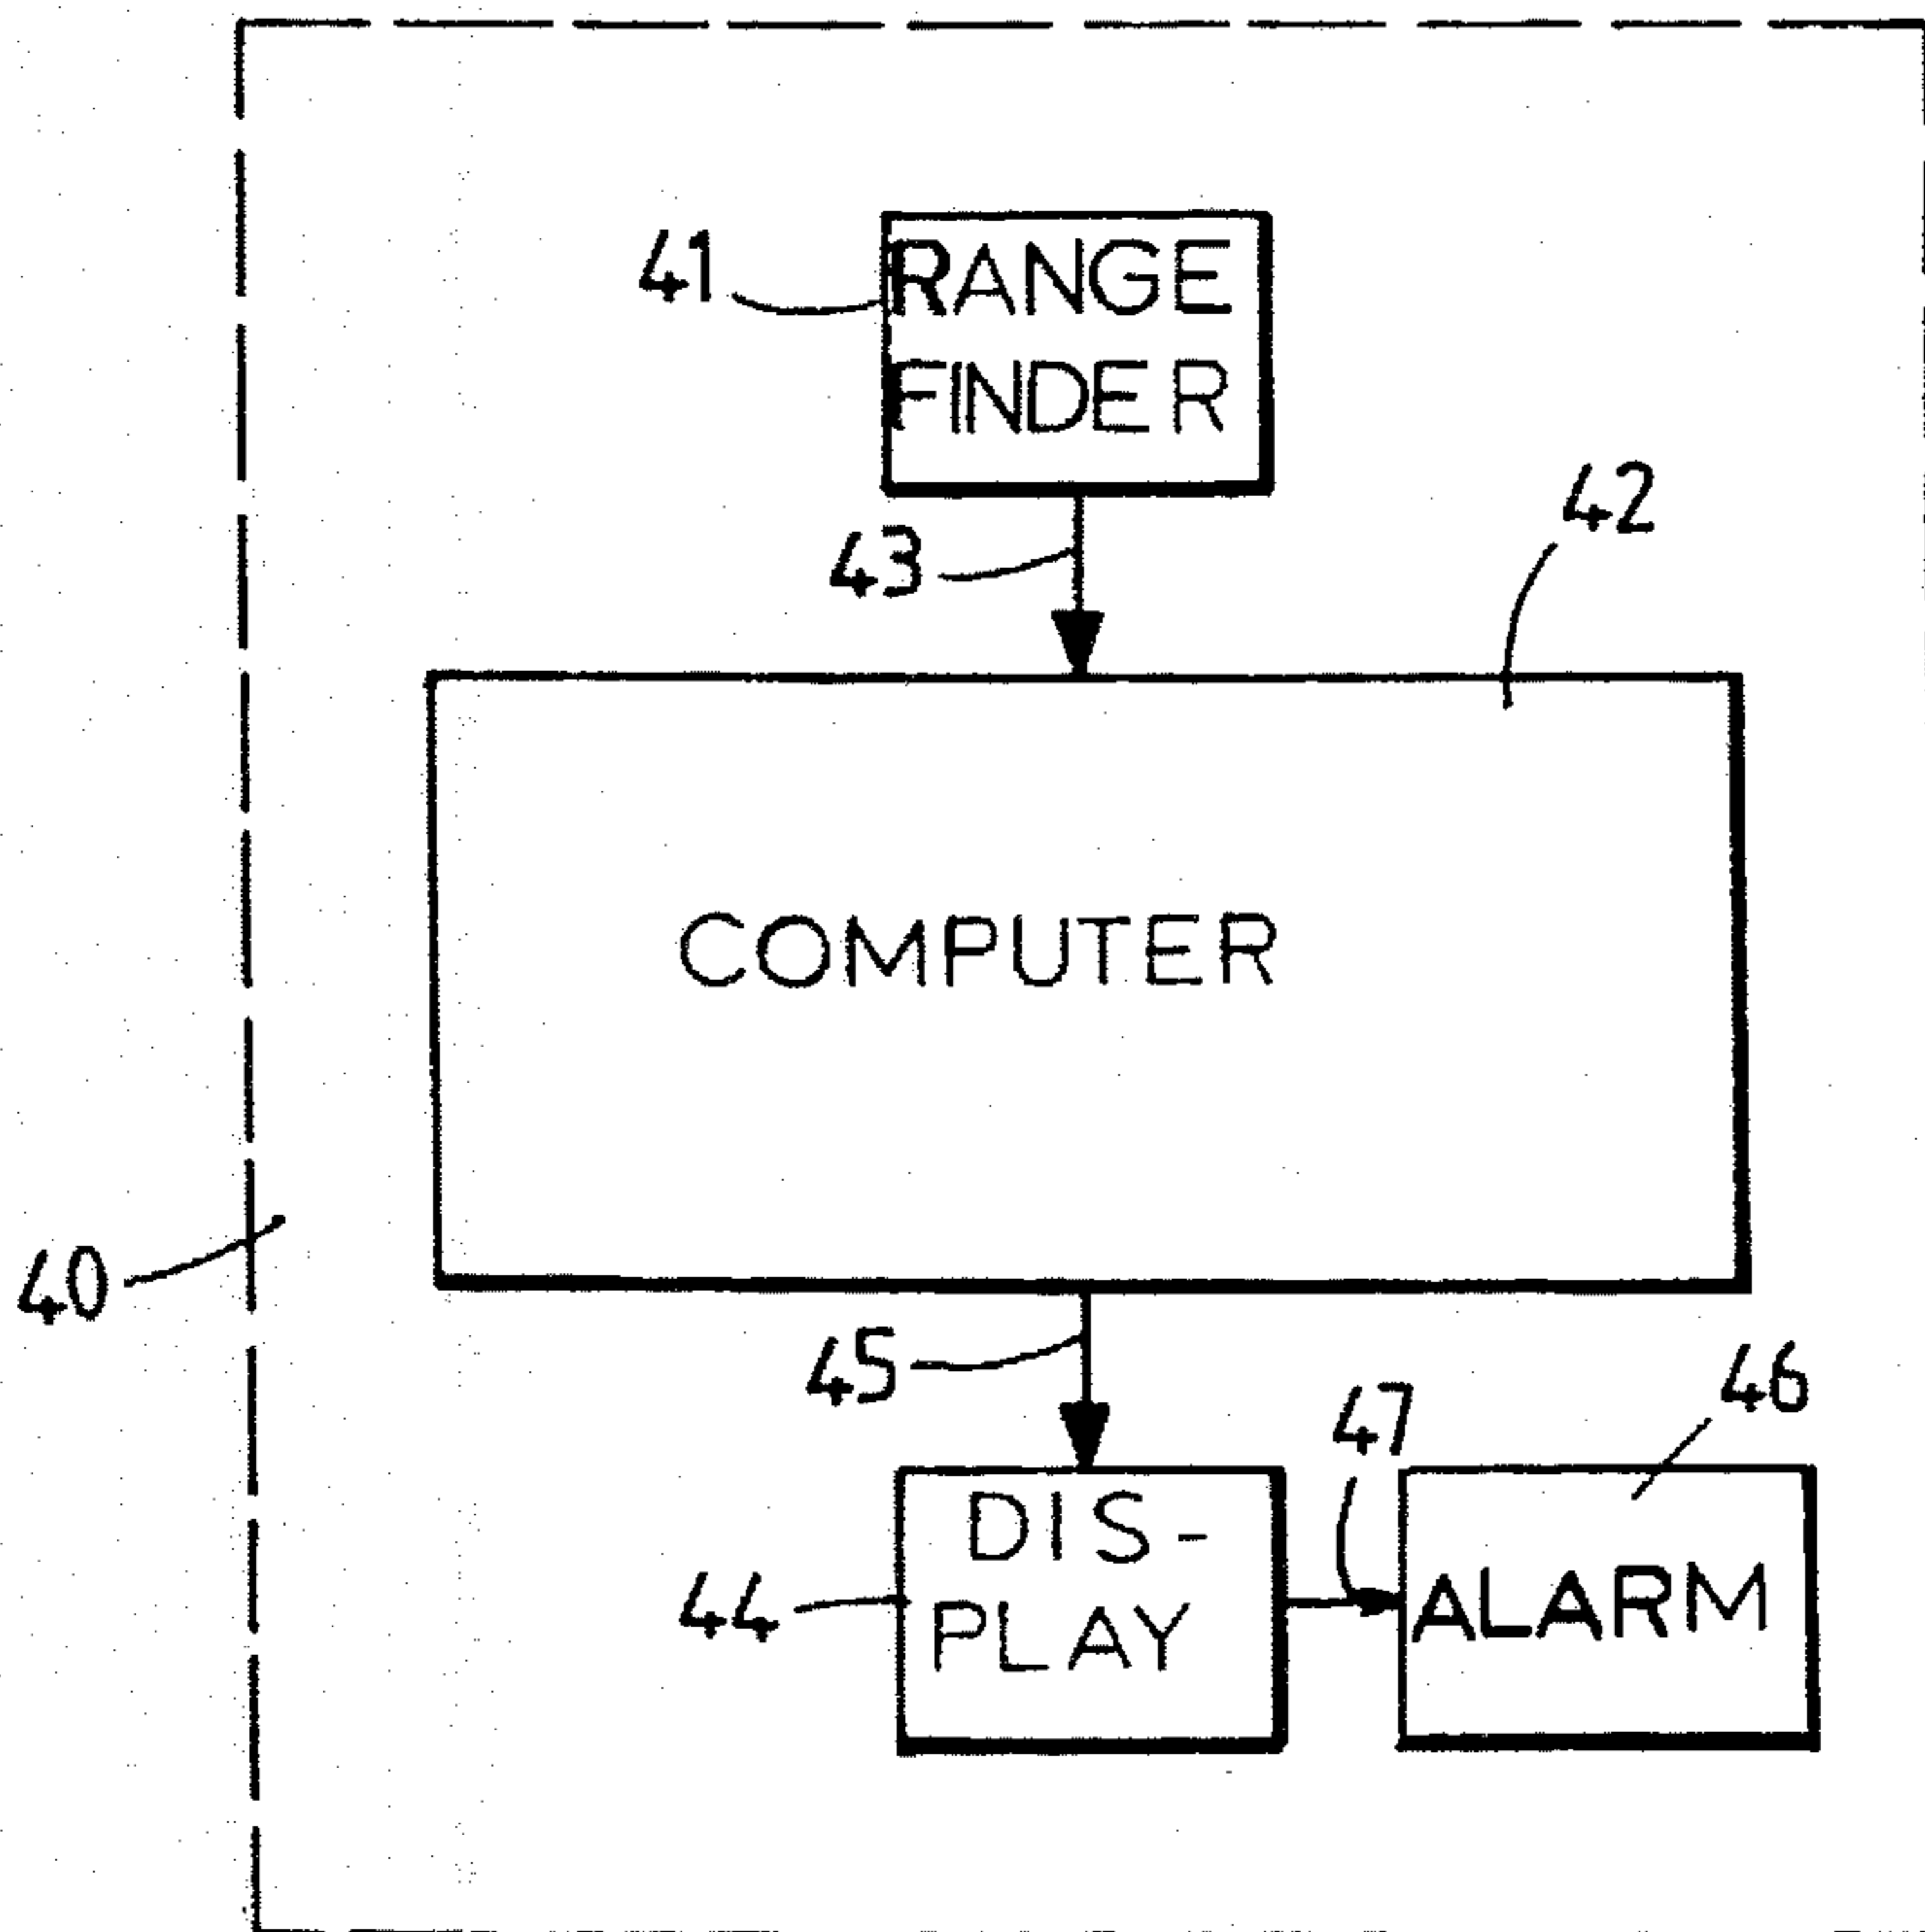 41
RANGE
FINDER
42
43
COMPUTER
40
45
47
46
DIS-
44
PLAY
ALARM